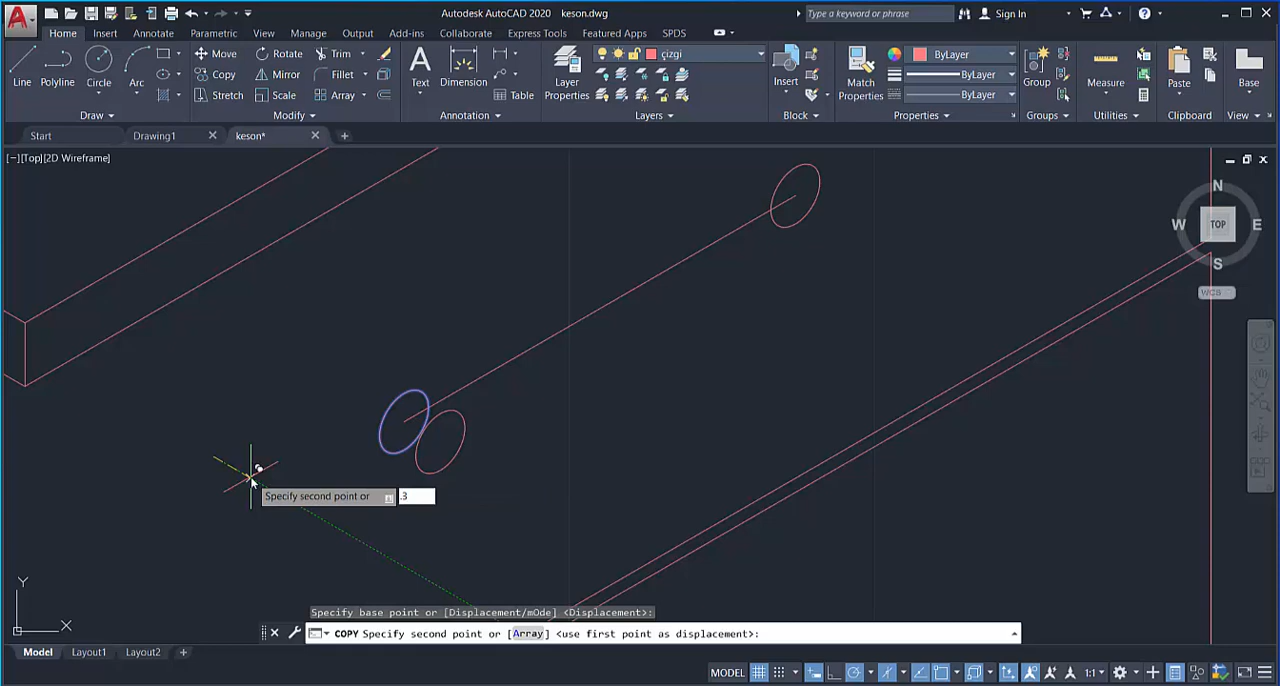 A Autodesk AutoCAD 2020 keson.dwg Type a keyword or phrase Sign In ?
Home Insert Annotate Parametric View Manage Output Add-ins Collaborate Express Tools Featured Apps SPDS
Line Polyline Circle Arc
Move Rotate Trim
Copy Mirror Fillet
Stretch Scale Array
A Text Dimension Table
Layer Properties çizgi
Insert
Match Properties ByLayer
ByLayer
ByLayer
Group Measure Paste Base
Draw Modify Annotation Layers Block Properties Groups Utilities Clipboard View
Start Drawing1 keson* +
[−][Top][2D Wireframe]
N
W TOP E
S
WCS
Specify second point or .3
Y
X
Specify base point or [Displacement/mOde] <Displacement>:
COPY Specify second point or [Array] <use first point as displacement>:
Model Layout1 Layout2 +
MODEL 1:1